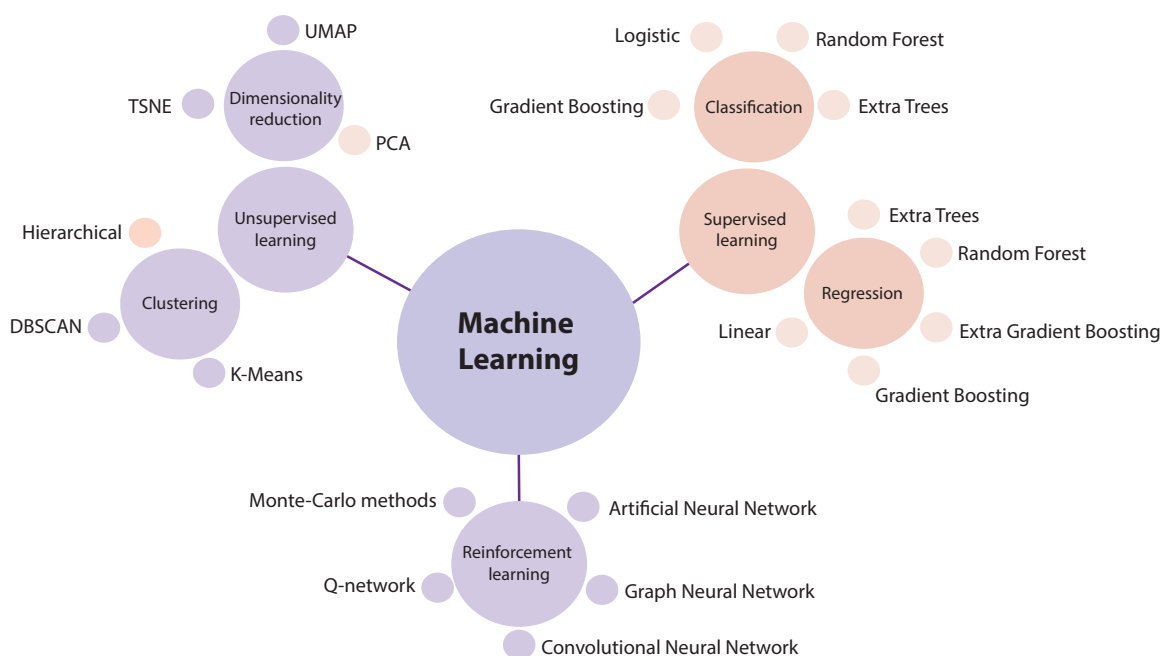 UMAP
TSNE
Dimensionality
reduction
PCA
Unsupervised
learning
Hierarchical
Clustering
DBSCAN
K-Means
Machine
Learning
Logistic
Random Forest
Gradient Boosting
Classification
Extra Trees
Supervised
learning
Extra Trees
Random Forest
Regression
Linear
Extra Gradient Boosting
Gradient Boosting
Monte-Carlo methods
Artificial Neural Network
Reinforcement
learning
Q-network
Graph Neural Network
Convolutional Neural Network